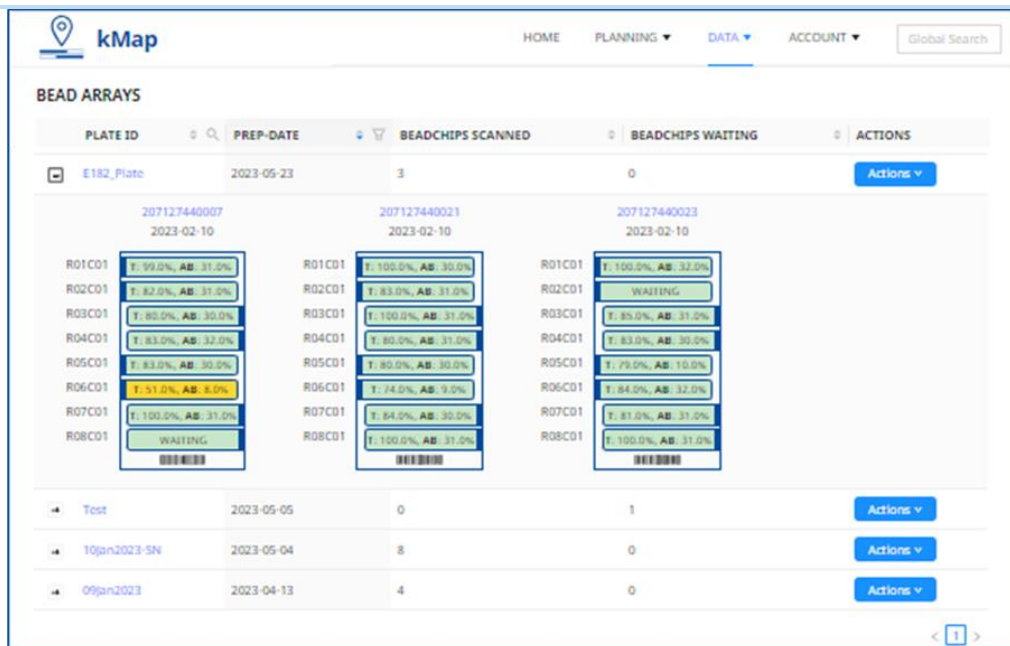 kMap
HOME PLANNING ▼ DATA ▼ ACCOUNT ▼ Global Search
BEAD ARRAYS
PLATE ID PREP-DATE BEADCHIPS SCANNED BEADCHIPS WAITING ACTIONS
E182_Plate 2023-05-23 3 0 Actions
207127440007 207127440021 207127440023
2023-02-10 2023-02-10 2023-02-10
R01C01 T: 99.0%, AB: 31.0% R01C01 T: 100.0%, AB: 30.0% R01C01 T: 100.0%, AB: 32.0%
R02C01 T: 82.0%, AB: 31.0% R02C01 T: 83.0%, AB: 31.0% R02C01 WAITING
R03C01 T: 80.0%, AB: 30.0% R03C01 T: 100.0%, AB: 31.0% R03C01 T: 85.0%, AB: 31.0%
R04C01 T: 83.0%, AB: 32.0% R04C01 T: 80.0%, AB: 31.0% R04C01 T: 83.0%, AB: 30.0%
R05C01 T: 83.0%, AB: 30.0% R05C01 T: 80.0%, AB: 30.0% R05C01 T: 79.0%, AB: 10.0%
R06C01 T: 51.0%, AB: 8.0% R06C01 T: 74.0%, AB: 9.0% R06C01 T: 84.0%, AB: 32.0%
R07C01 T: 100.0%, AB: 31.0% R07C01 T: 84.0%, AB: 30.0% R07C01 T: 81.0%, AB: 31.0%
R08C01 WAITING R08C01 T: 100.0%, AB: 31.0% R08C01 T: 100.0%, AB: 31.0%
Test 2023-05-05 0 1 Actions
10Jan2023-SN 2023-05-04 8 0 Actions
09Jan2023 2023-04-13 4 0 Actions
< 1 >